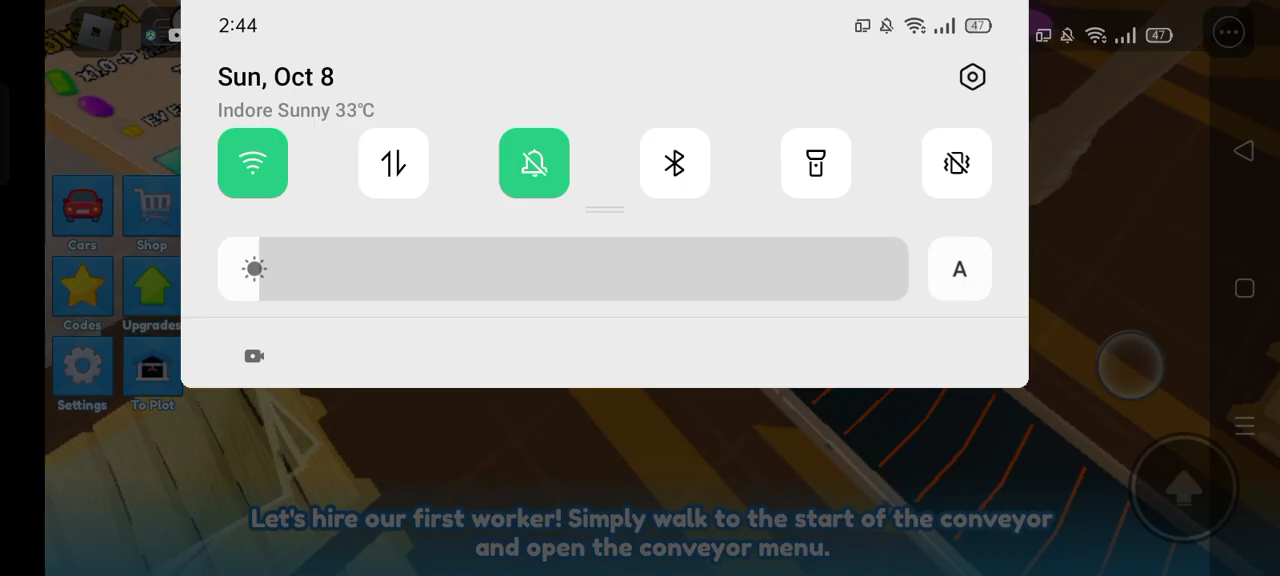 2:44
47
47
Sun, Oct 8
Indore Sunny 33℃
A
Cars
Shop
Codes
Upgrades
Settings
To Plot
Let's hire our first worker! Simply walk to the start of the conveyor
and open the conveyor menu.